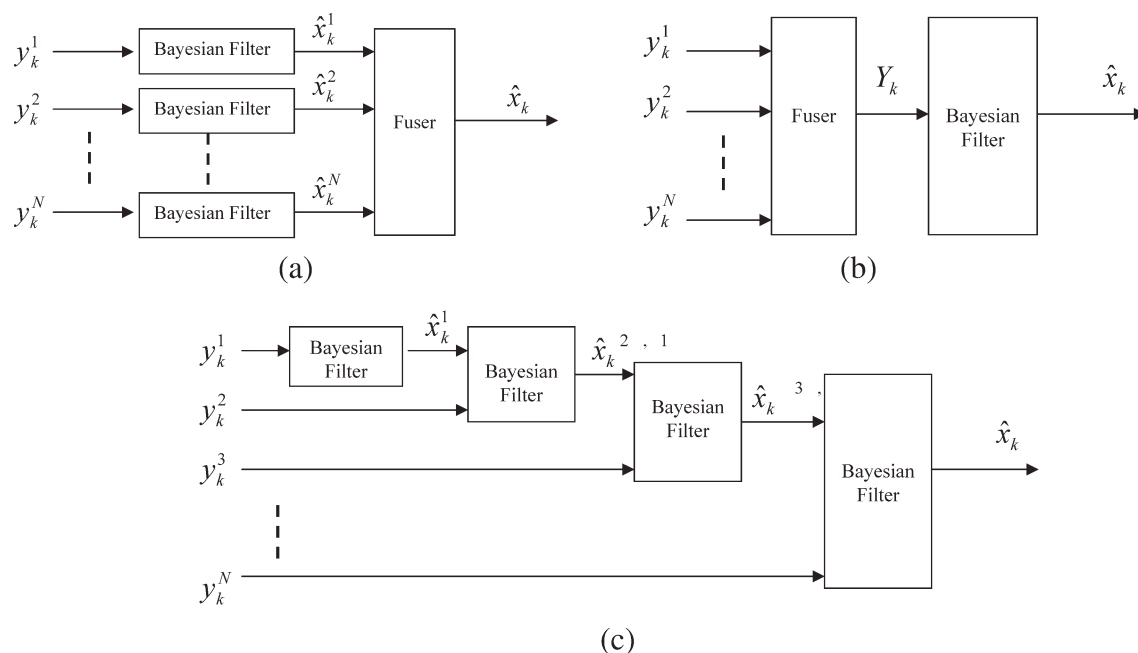 y_k^1
Bayesian Filter
x̂_k^1
y_k^2
Bayesian Filter
x̂_k^2
Fuser
x̂_k
y_k^N
Bayesian Filter
x̂_k^N
(a)
y_k^1
y_k^2
y_k^N
Fuser
Y_k
Bayesian
Filter
x̂_k
(b)
y_k^1
Bayesian
Filter
x̂_k^1
y_k^2
Bayesian
Filter
x̂_k^{2 , 1}
y_k^3
Bayesian
Filter
x̂_k^{3 ,}
y_k^N
Bayesian
Filter
x̂_k
(c)